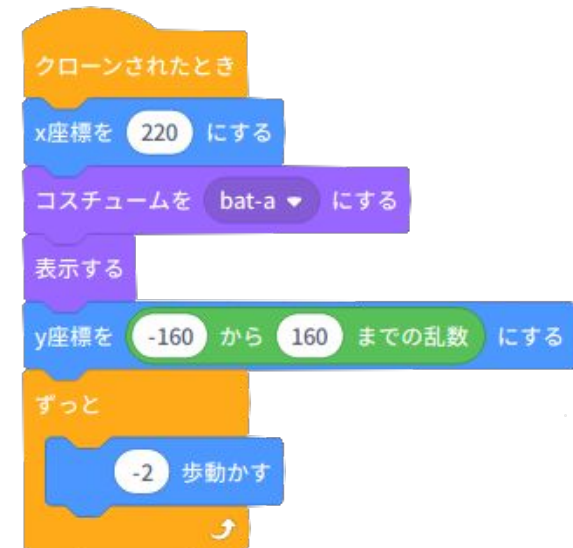 クローンされたとき
x座標を 220 にする
コスチュームを bat-a にする
表示する
y座標を -160 から 160 までの乱数 にする
ずっと
-2 歩動かす